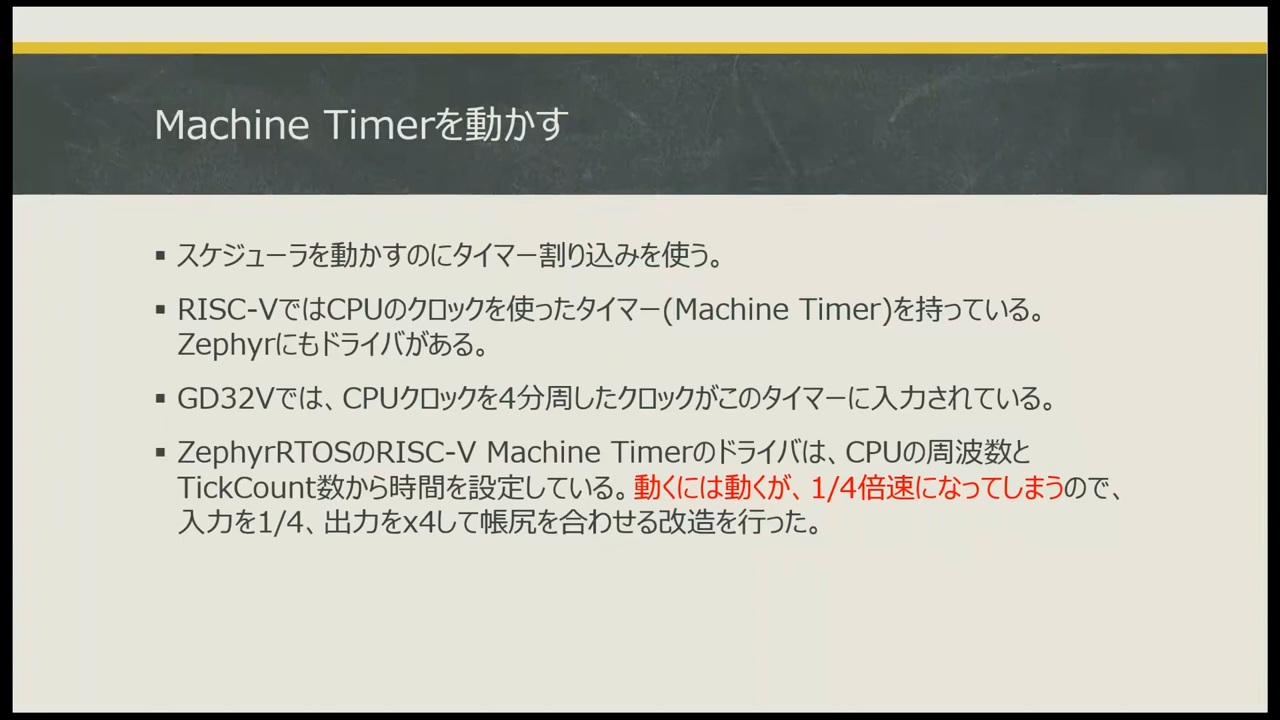 Machine Timerを動かす
▪ スケジューラを動かすのにタイマー割り込みを使う。
▪ RISC-VではCPUのクロックを使ったタイマー(Machine Timer)を持っている。
Zephyrにもドライバがある。
▪ GD32Vでは、CPUクロックを4分周したクロックがこのタイマーに入力されている。
▪ ZephyrRTOSのRISC-V Machine Timerのドライバは、CPUの周波数と
TickCount数から時間を設定している。動くには動くが、1/4倍速になってしまうので、
入力を1/4、出力をx4して帳尻を合わせる改造を行った。